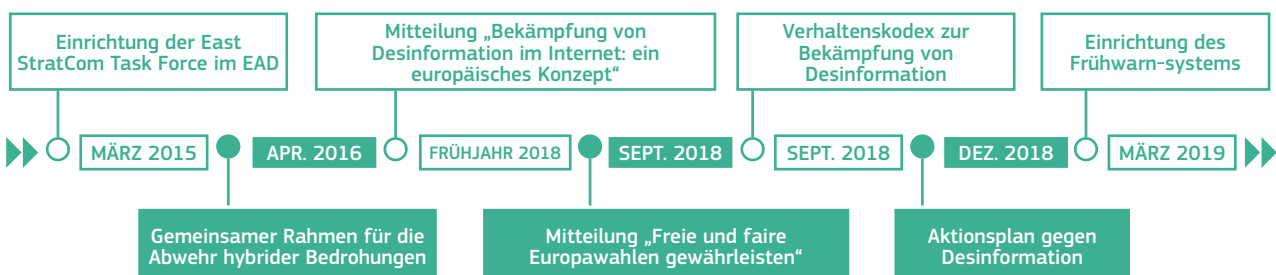 Einrichtung der East
StratCom Task Force im EAD
Mitteilung „Bekämpfung von
Desinformation im Internet: ein
europäisches Konzept“
Verhaltenskodex zur
Bekämpfung von
Desinformation
Einrichtung des
Frühwarn-systems
MÄRZ 2015
APR. 2016
FRÜHJAHR 2018
SEPT. 2018
SEPT. 2018
DEZ. 2018
MÄRZ 2019
Gemeinsamer Rahmen für die
Abwehr hybrider Bedrohungen
Mitteilung „Freie und faire
Europawahlen gewährleisten“
Aktionsplan gegen
Desinformation